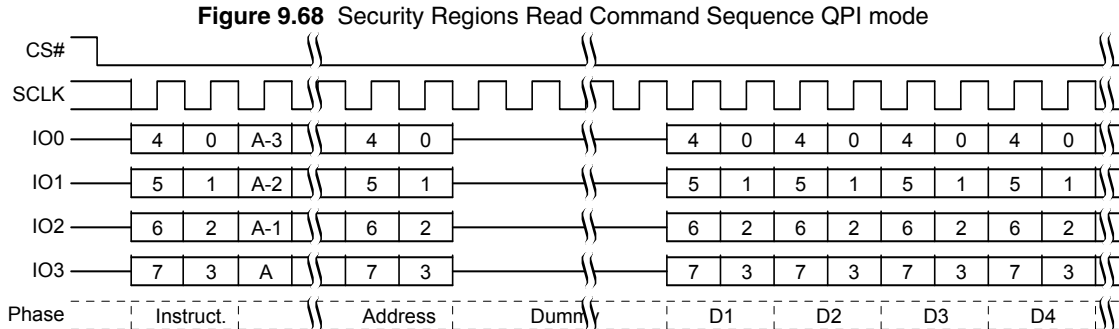 Figure 9.68 Security Regions Read Command Sequence QPI mode
CS#
SCLK
IO0 4 0 A-3 4 0 4 0 4 0 4 0 4 0
IO1 5 1 A-2 5 1 5 1 5 1 5 1 5 1
IO2 6 2 A-1 6 2 6 2 6 2 6 2 6 2
IO3 7 3 A 7 3 7 3 7 3 7 3 7 3
Phase Instruct. Address Dummy D1 D2 D3 D4